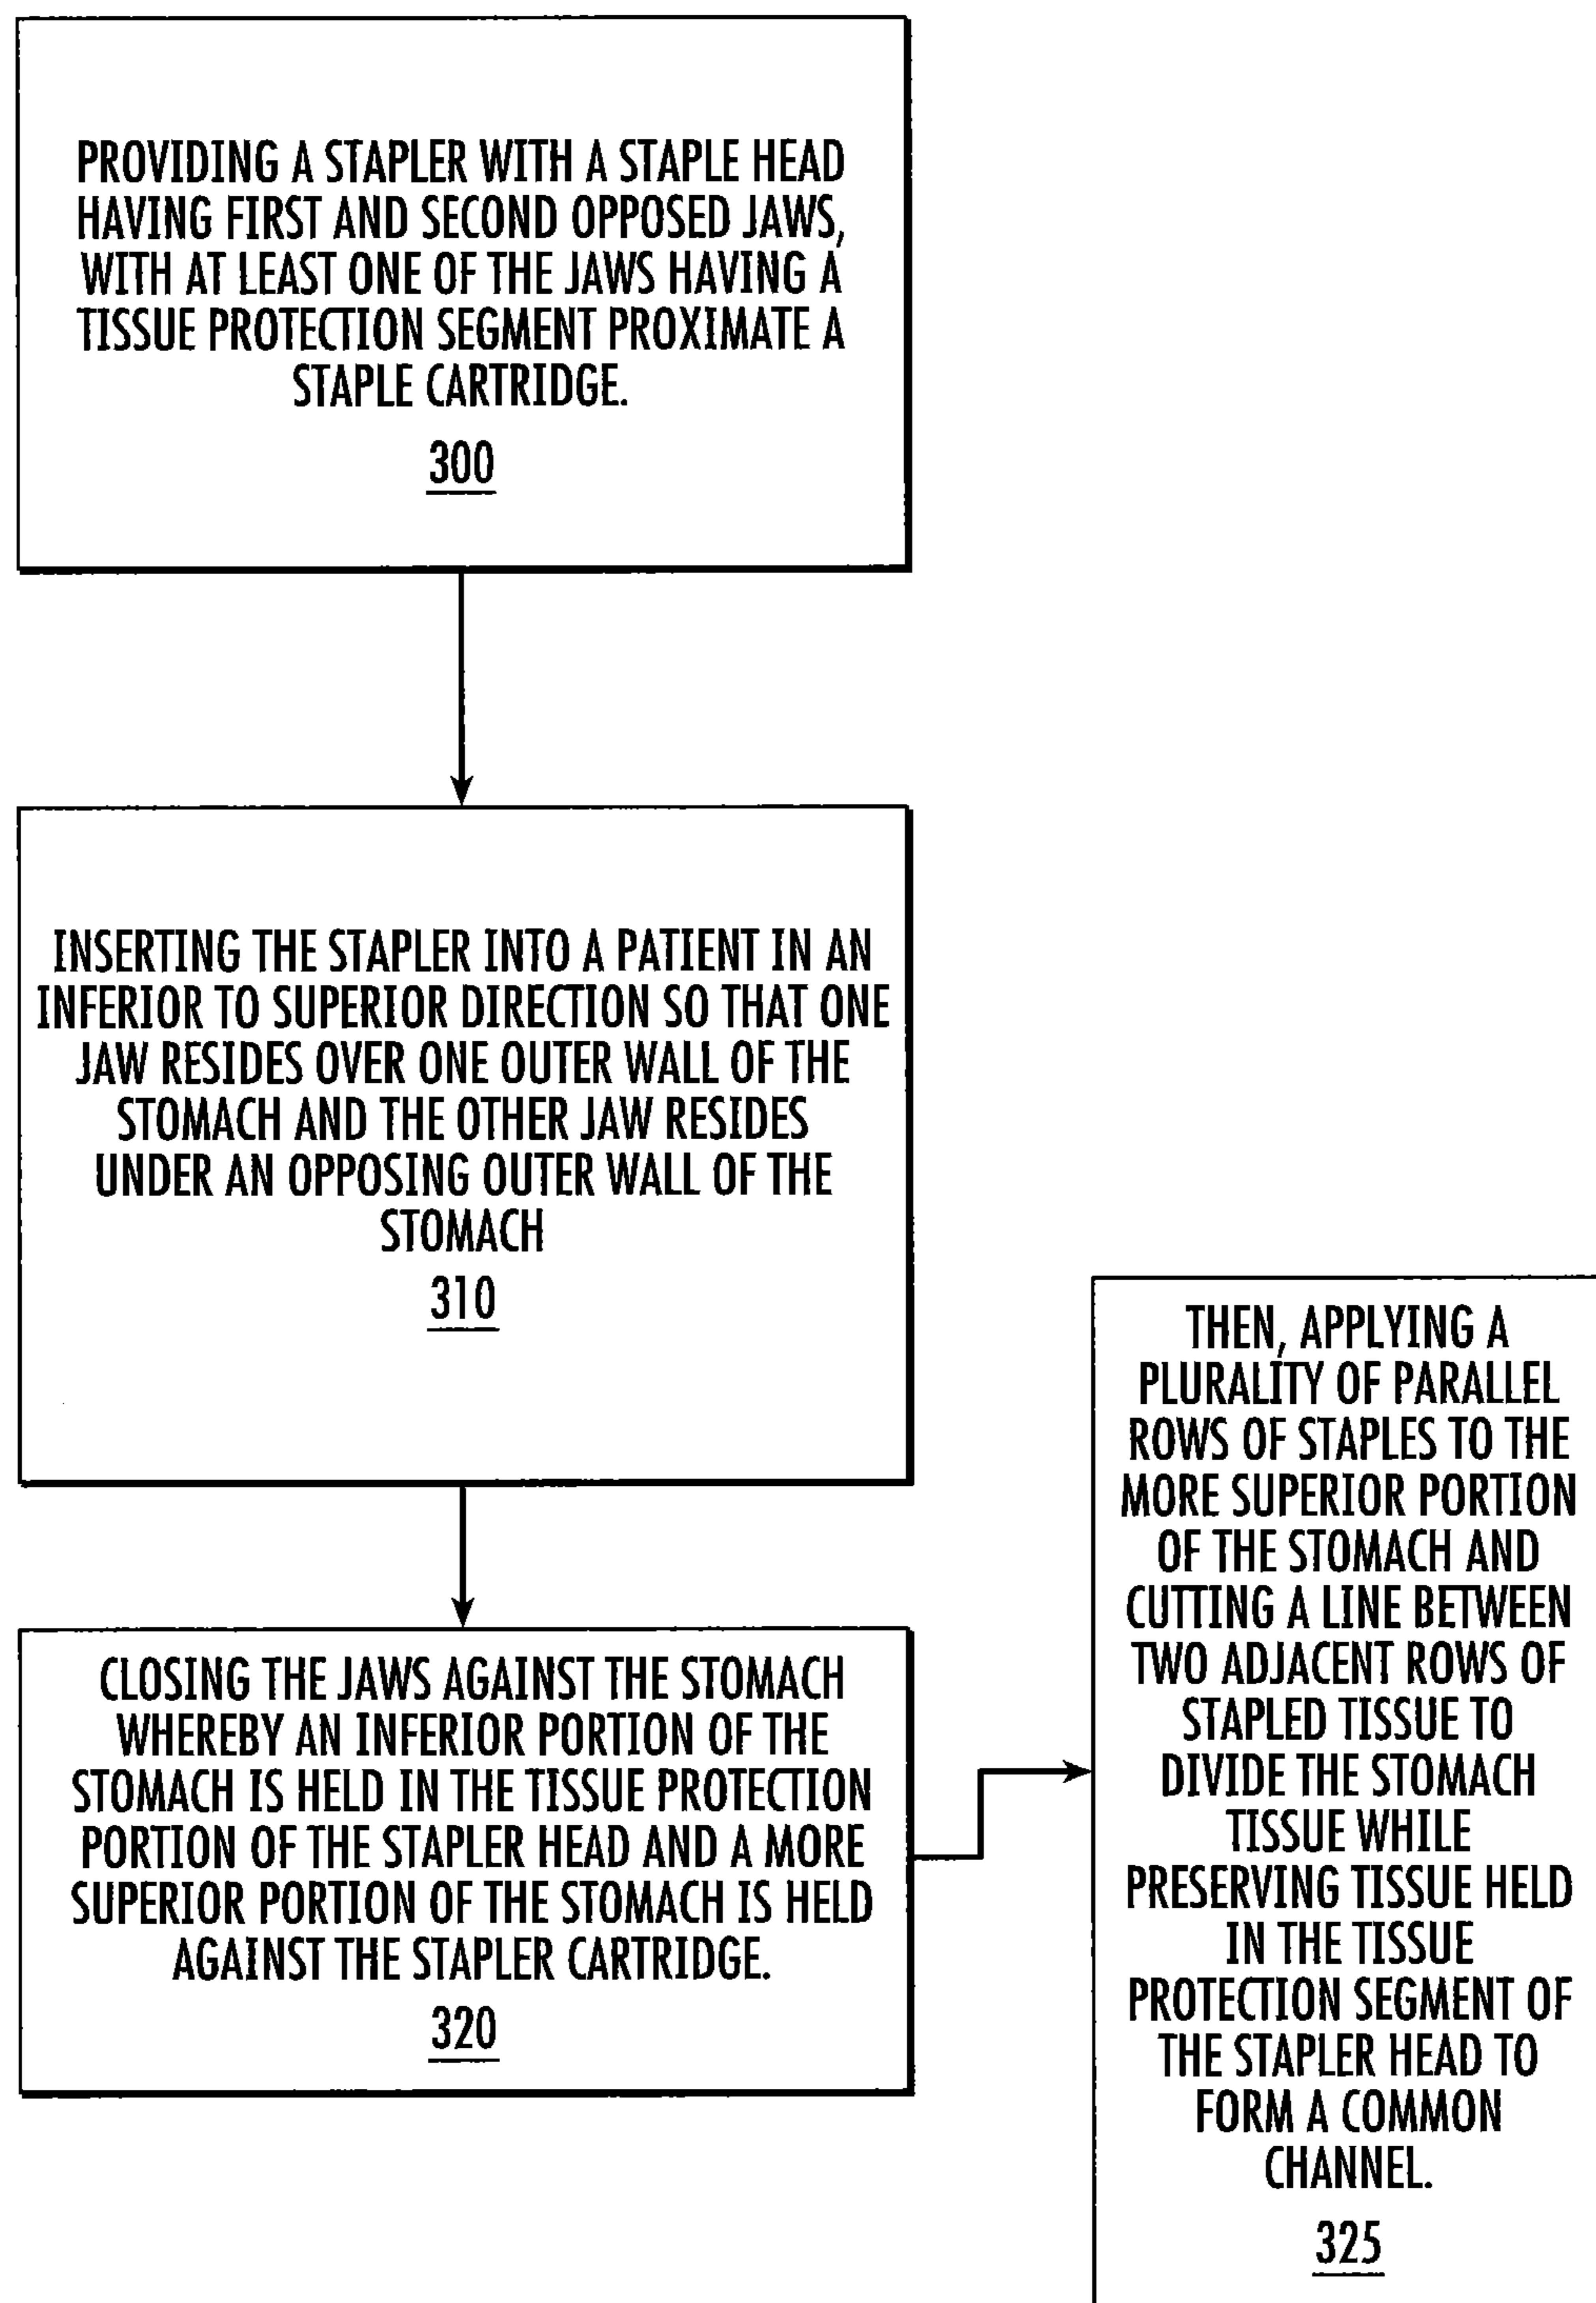 PROVIDING A STAPLER WITH A STAPLE HEAD
HAVING FIRST AND SECOND OPPOSED JAWS,
WITH AT LEAST ONE OF THE JAWS HAVING A
TISSUE PROTECTION SEGMENT PROXIMATE A
STAPLE CARTRIDGE.
300
INSERTING THE STAPLER INTO A PATIENT IN AN
INFERIOR TO SUPERIOR DIRECTION SO THAT ONE
JAW RESIDES OVER ONE OUTER WALL OF THE
STOMACH AND THE OTHER JAW RESIDES
UNDER AN OPPOSING OUTER WALL OF THE
STOMACH
310
CLOSING THE JAWS AGAINST THE STOMACH
WHEREBY AN INFERIOR PORTION OF THE
STOMACH IS HELD IN THE TISSUE PROTECTION
PORTION OF THE STAPLER HEAD AND A MORE
SUPERIOR PORTION OF THE STOMACH IS HELD
AGAINST THE STAPLER CARTRIDGE.
320
THEN, APPLYING A
PLURALITY OF PARALLEL
ROWS OF STAPLES TO THE
MORE SUPERIOR PORTION
OF THE STOMACH AND
CUTTING A LINE BETWEEN
TWO ADJACENT ROWS OF
STAPLED TISSUE TO
DIVIDE THE STOMACH
TISSUE WHILE
PRESERVING TISSUE HELD
IN THE TISSUE
PROTECTION SEGMENT OF
THE STAPLER HEAD TO
FORM A COMMON
CHANNEL.
325